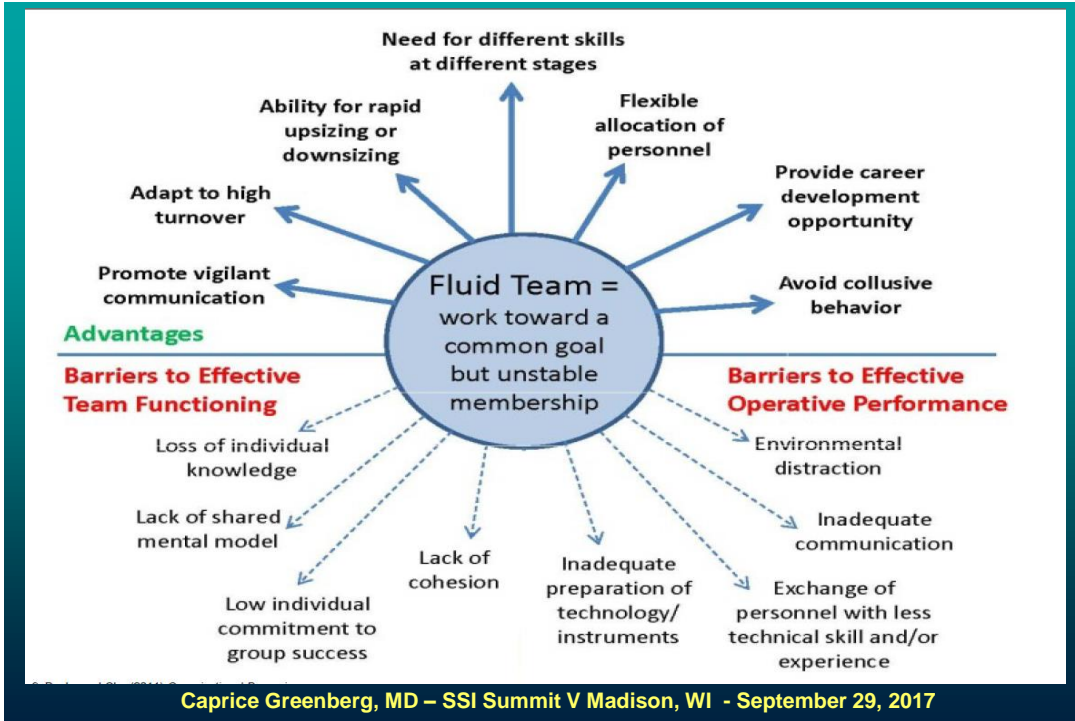 Need for different skills
at different stages
Ability for rapid
upsizing or
downsizing
Flexible
allocation of
personnel
Adapt to high
turnover
Provide career
development
opportunity
Promote vigilant
communication
Avoid collusive
behavior
Fluid Team =
work toward a
common goal
but unstable
membership
Advantages
Barriers to Effective
Team Functioning
Barriers to Effective
Operative Performance
Loss of individual
knowledge
Lack of shared
mental model
Low individual
commitment to
group success
Lack of
cohesion
Inadequate
preparation of
technology/
instruments
Exchange of
personnel with less
technical skill and/or
experience
Inadequate
communication
Environmental
distraction
Caprice Greenberg, MD – SSI Summit V Madison, WI - September 29, 2017